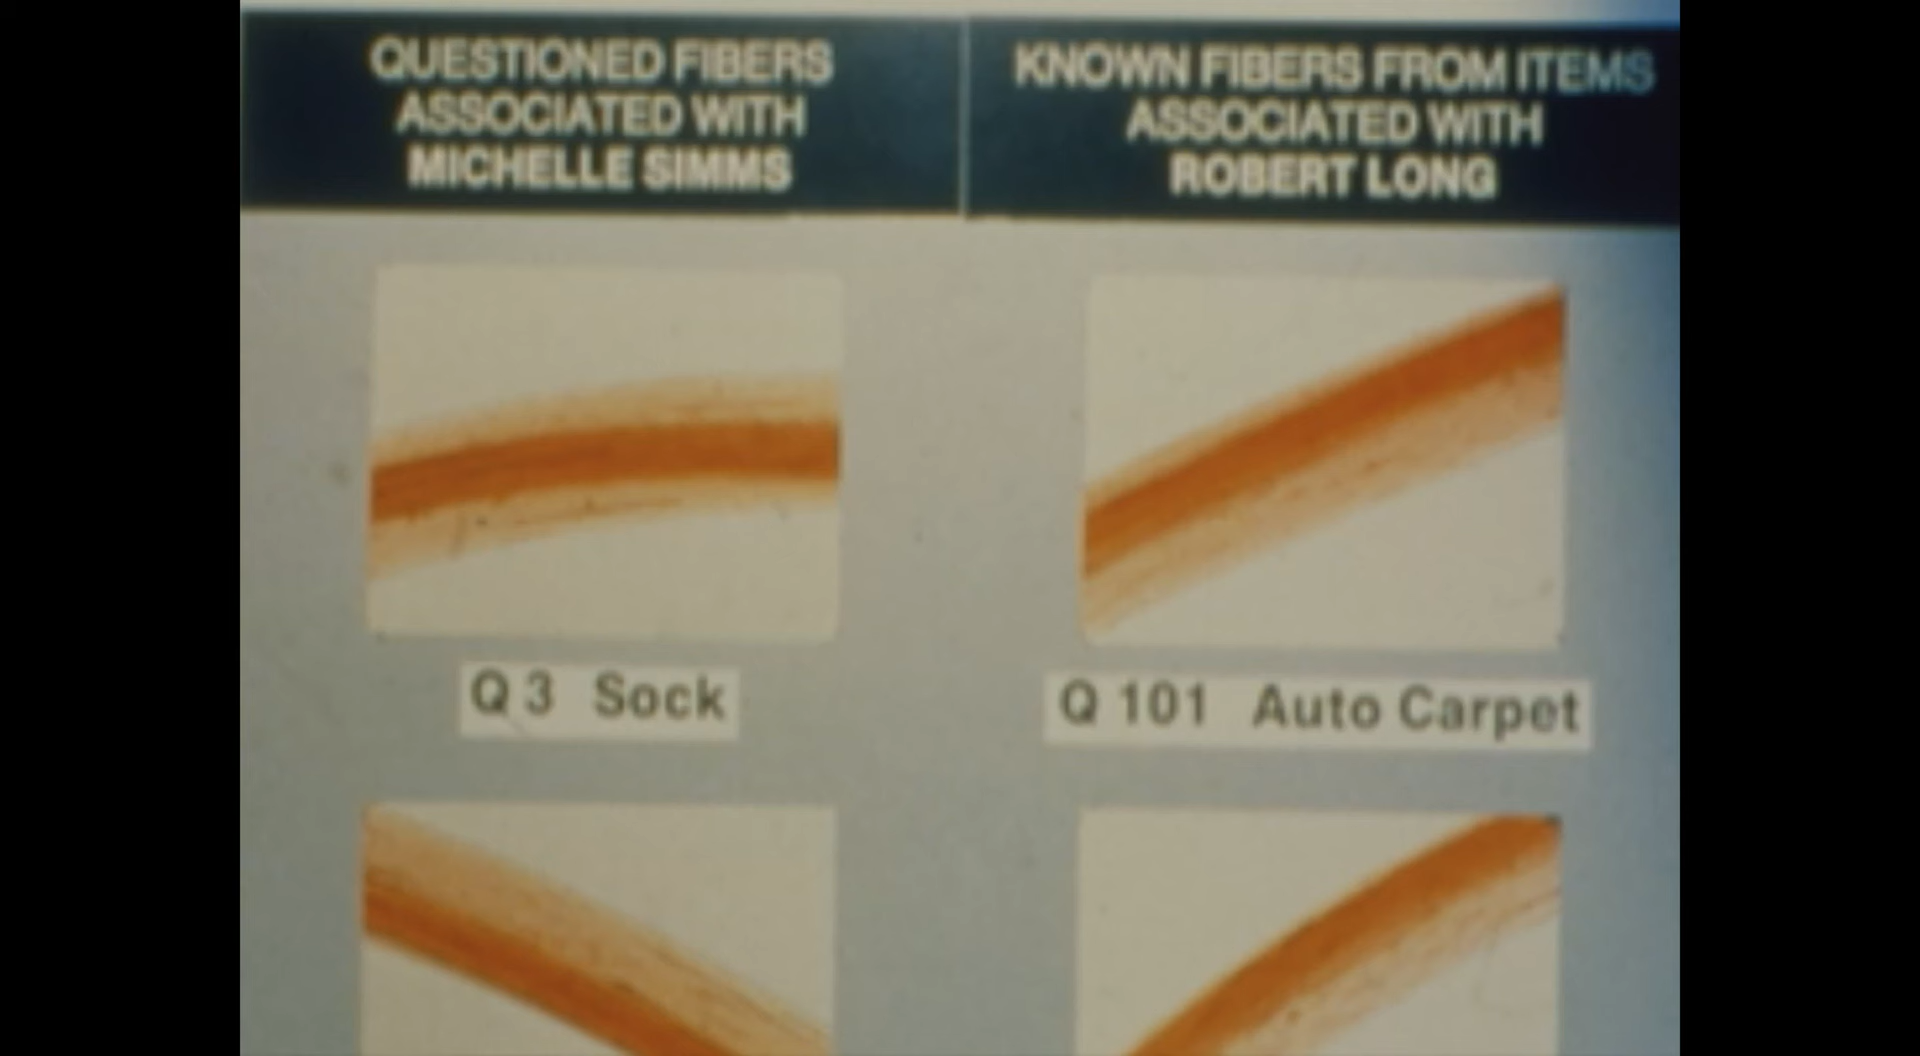 QUESTIONED FIBERS
ASSOCIATED WITH
MICHELLE SIMMS
KNOWN FIBERS FROM ITEMS
ASSOCIATED WITH
ROBERT LONG
Q 3 Sock
Q 101 Auto Carpet